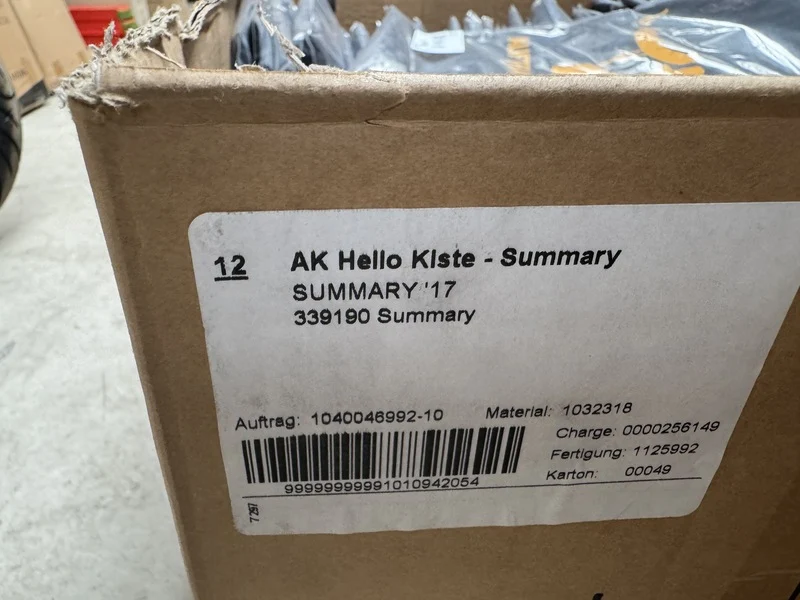 12
AK Hello Kiste - Summary
SUMMARY '17
339190 Summary
Auftrag: 1040046992-10
Material: 1032318
Charge: 0000256149
Fertigung: 1125992
Karton: 00049
99999999991010942054